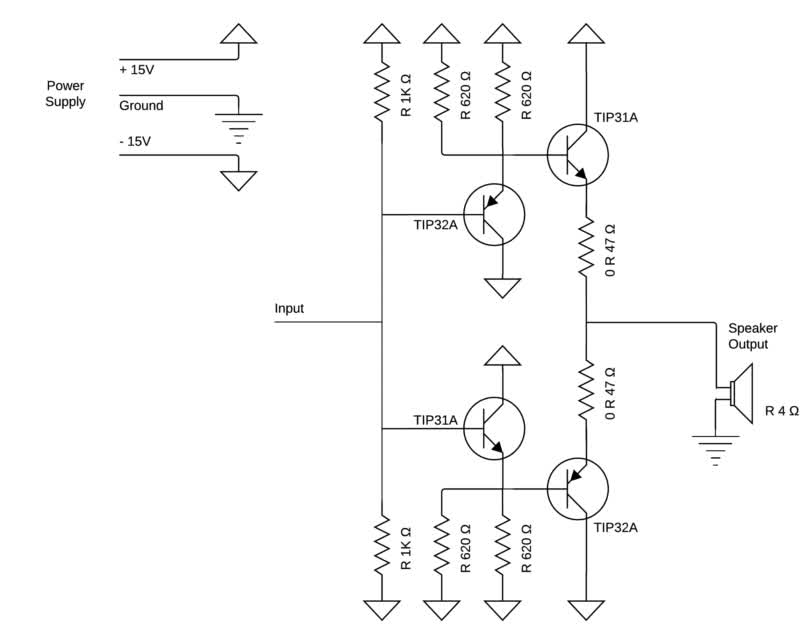 Power
Supply
+ 15V
Ground
- 15V
R 1K Ω
R 620 Ω
R 620 Ω
TIP31A
TIP32A
0 R 47 Ω
Input
Speaker
Output
R 4 Ω
0 R 47 Ω
TIP31A
TIP32A
R 1K Ω
R 620 Ω
R 620 Ω